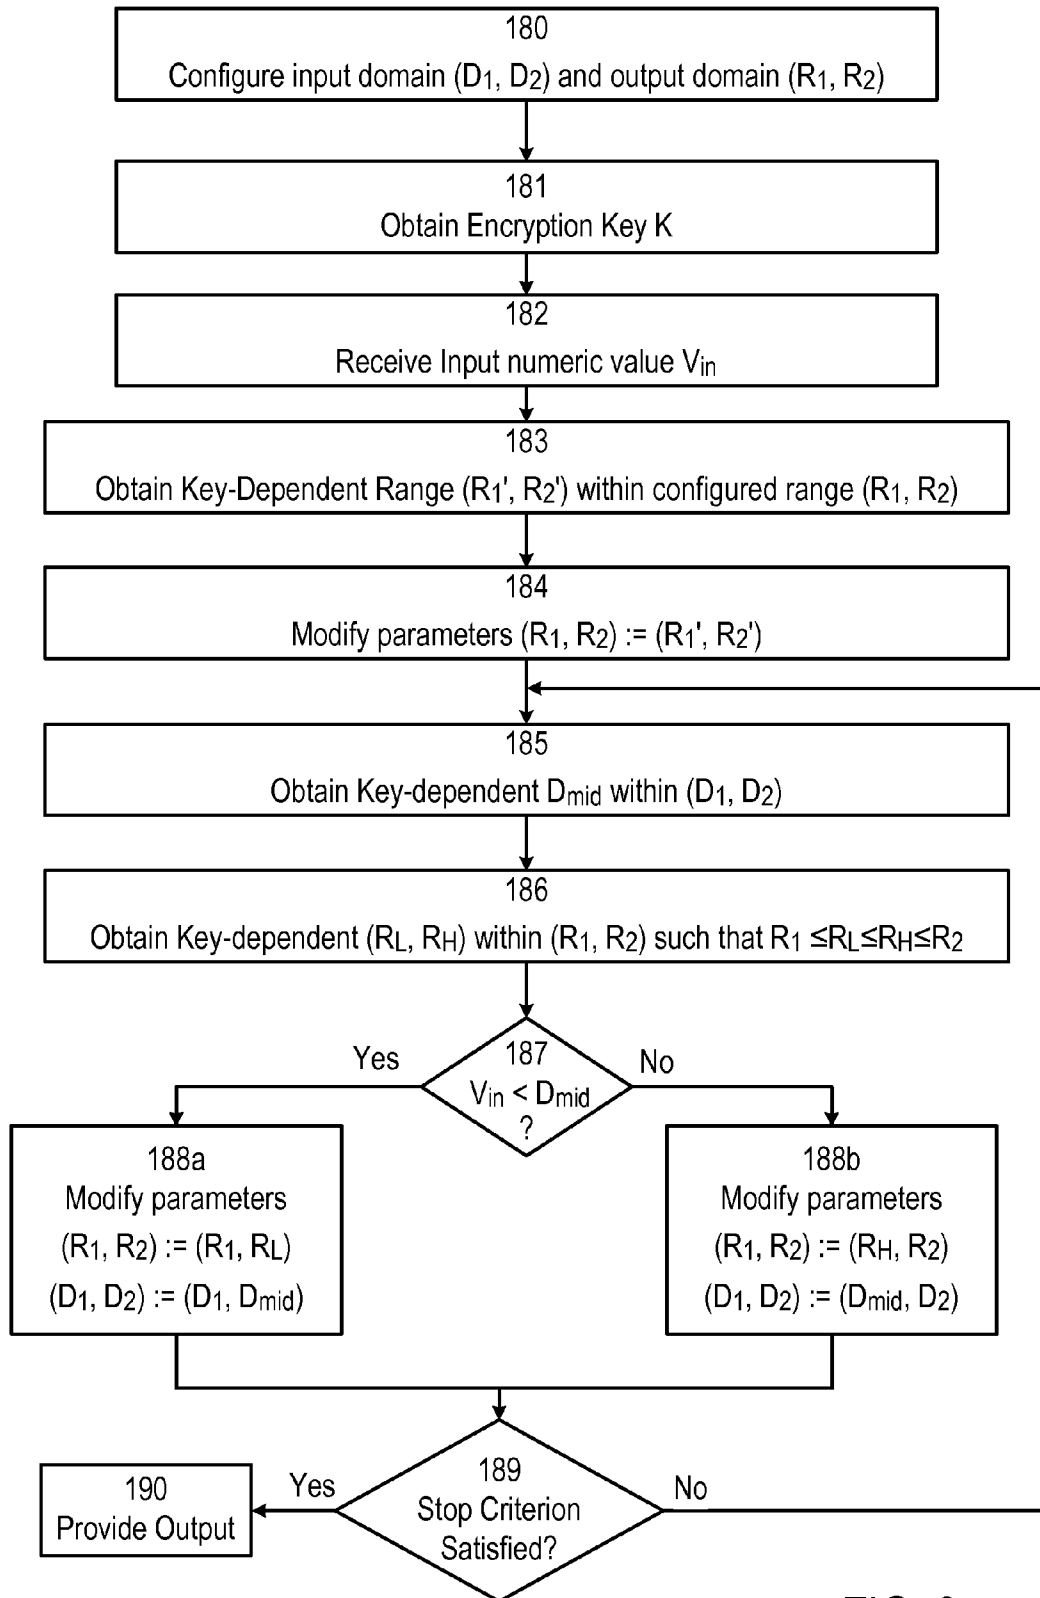 180
Configure input domain (D1, D2) and output domain (R1, R2)
181
Obtain Encryption Key K
182
Receive Input numeric value Vin
183
Obtain Key-Dependent Range (R1', R2') within configured range (R1, R2)
184
Modify parameters (R1, R2) := (R1', R2')
185
Obtain Key-dependent Dmid within (D1, D2)
186
Obtain Key-dependent (RL, RH) within (R1, R2) such that R1 ≤RL≤RH≤R2
Yes
187
No
Vin < Dmid
?
188a
Modify parameters
(R1, R2) := (R1, RL)
(D1, D2) := (D1, Dmid)
188b
Modify parameters
(R1, R2) := (RH, R2)
(D1, D2) := (Dmid, D2)
190
Provide Output
Yes
189
Stop Criterion
Satisfied?
No